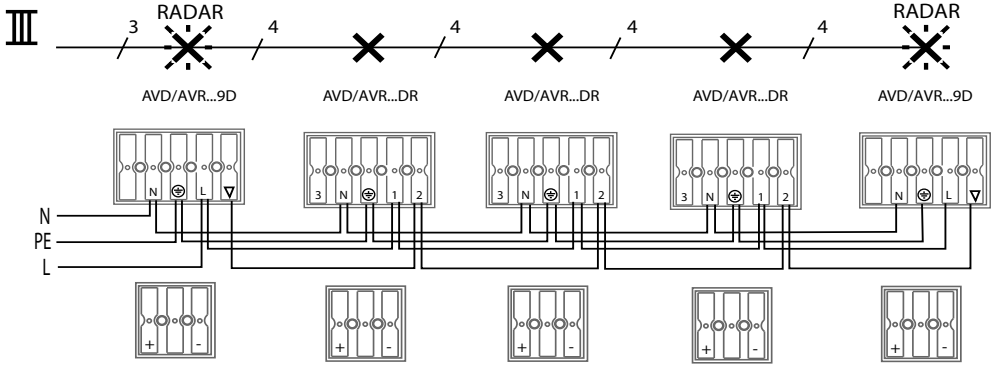 III
RADAR RADAR
3 4 4 4 4
AVD/AVR...9D AVD/AVR...DR AVD/AVR...DR AVD/AVR...DR AVD/AVR...9D
N L 3 N 1 2 3 N 1 2 3 N 1 2 N L
N
PE
L
+ - + - + - + - + -